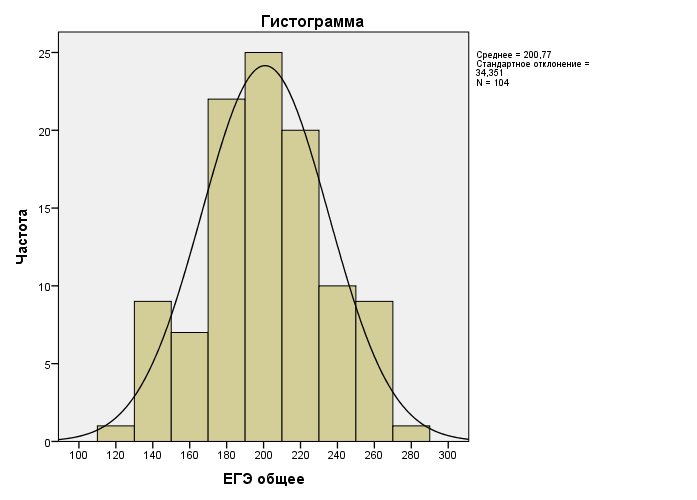 Гистограмма
Среднее = 200,77
Стандартное отклонение =
34,351
N = 104
Частота
25
20
15
10
5
0
100 120 140 160 180 200 220 240 260 280 300
ЕГЭ общее